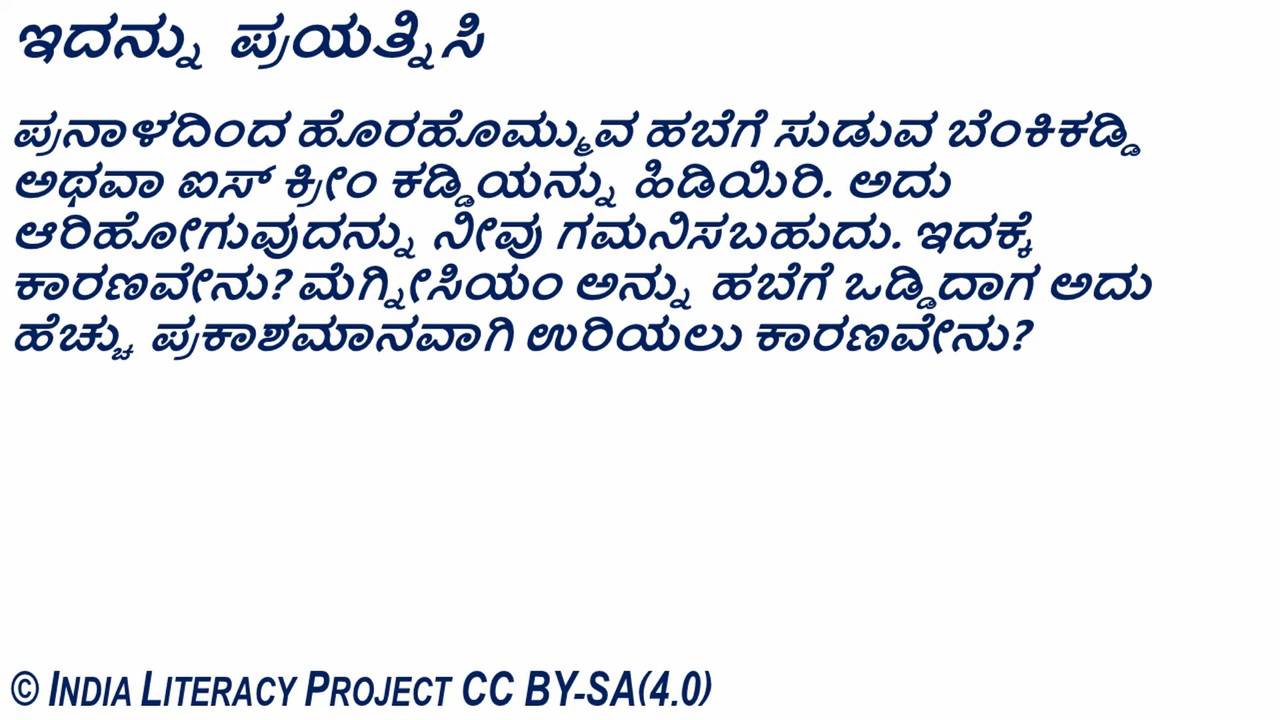 ಇದನ್ನು ಪ್ರಯತ್ನಿಸಿ
ಪ್ರನಾಳದಿಂದ ಹೊರಹೊಮ್ಮುವ ಹಬೆಗೆ ಸುಡುವ ಬೆಂಕಿಕಡ್ಡಿ
ಅಥವಾ ಐಸ್ ಕ್ರೀಂ ಕಡ್ಡಿಯನ್ನು ಹಿಡಿಯಿರಿ. ಅದು
ಆರಿಹೋಗುವುದನ್ನು ನೀವು ಗಮನಿಸಬಹುದು. ಇದಕ್ಕೆ
ಕಾರಣವೇನು? ಮೆಗ್ನೀಸಿಯಂ ಅನ್ನು ಹಬೆಗೆ ಒಡ್ಡಿದಾಗ ಅದು
ಹೆಚ್ಚು ಪ್ರಕಾಶಮಾನವಾಗಿ ಉರಿಯಲು ಕಾರಣವೇನು?
© INDIA LITERACY PROJECT CC BY-SA(4.0)